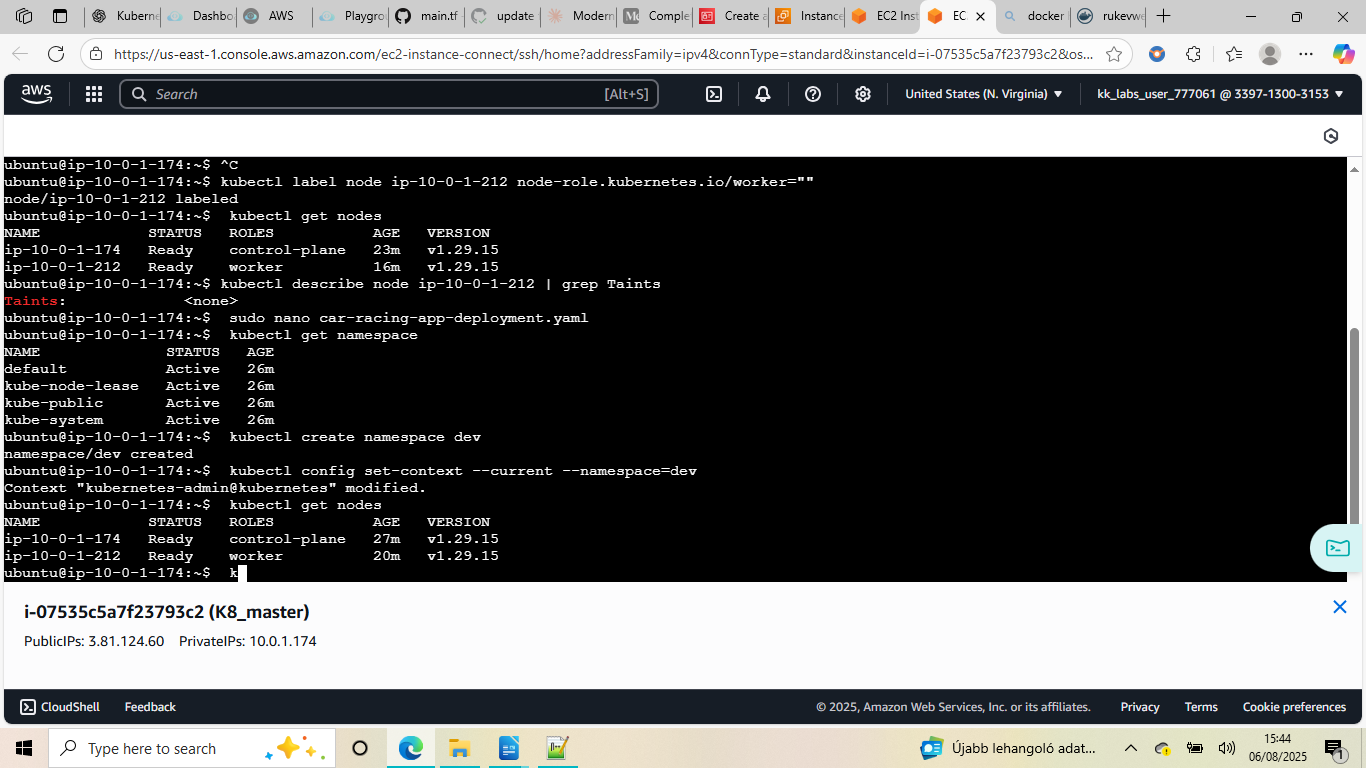 Kuberne
Dashbo
AWS
Playgro
main.tf
update
Modern
Comple
Create a
Instance
EC2 Inst
EC
docker
rukevwe
https://us-east-1.console.aws.amazon.com/ec2-instance-connect/ssh/home?addressFamily=ipv4&connType=standard&instanceId=i-07535c5a7f23793c2&os...
aws
Search
[Alt+S]
United States (N. Virginia)
kk_labs_user_777061 @ 3397-1300-3153
ubuntu@ip-10-0-1-174:~$ ^C
ubuntu@ip-10-0-1-174:~$ kubectl label node ip-10-0-1-212 node-role.kubernetes.io/worker=""
node/ip-10-0-1-212 labeled
ubuntu@ip-10-0-1-174:~$  kubectl get nodes
NAME            STATUS   ROLES           AGE   VERSION
ip-10-0-1-174   Ready    control-plane   23m   v1.29.15
ip-10-0-1-212   Ready    worker          16m   v1.29.15
ubuntu@ip-10-0-1-174:~$ kubectl describe node ip-10-0-1-212 | grep Taints
Taints:             <none>
ubuntu@ip-10-0-1-174:~$  sudo nano car-racing-app-deployment.yaml
ubuntu@ip-10-0-1-174:~$  kubectl get namespace
NAME              STATUS   AGE
default           Active   26m
kube-node-lease   Active   26m
kube-public       Active   26m
kube-system       Active   26m
ubuntu@ip-10-0-1-174:~$  kubectl create namespace dev
namespace/dev created
ubuntu@ip-10-0-1-174:~$  kubectl config set-context --current --namespace=dev
Context "kubernetes-admin@kubernetes" modified.
ubuntu@ip-10-0-1-174:~$  kubectl get nodes
NAME            STATUS   ROLES           AGE   VERSION
ip-10-0-1-174   Ready    control-plane   27m   v1.29.15
ip-10-0-1-212   Ready    worker          20m   v1.29.15
ubuntu@ip-10-0-1-174:~$  k
i-07535c5a7f23793c2 (K8_master)
PublicIPs: 3.81.124.60    PrivateIPs: 10.0.1.174
CloudShell
Feedback
© 2025, Amazon Web Services, Inc. or its affiliates.
Privacy
Terms
Cookie preferences
Type here to search
Újabb lehangoló adat...
15:44
06/08/2025
1